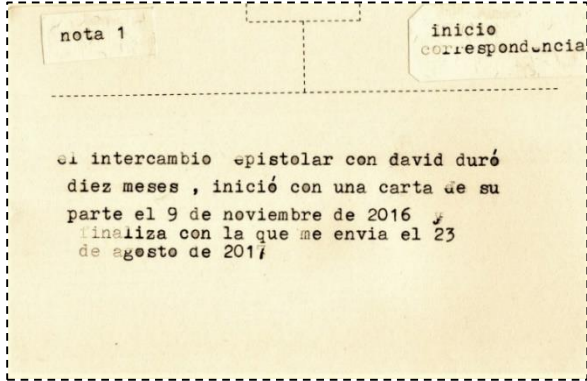 nota 1
inicio
correspondencia
el intercambio epistolar con david duró
diez meses , inició con una carta de su
parte el 9 de noviembre de 2016 y
finaliza con la que me envia el 23
de agosto de 2017